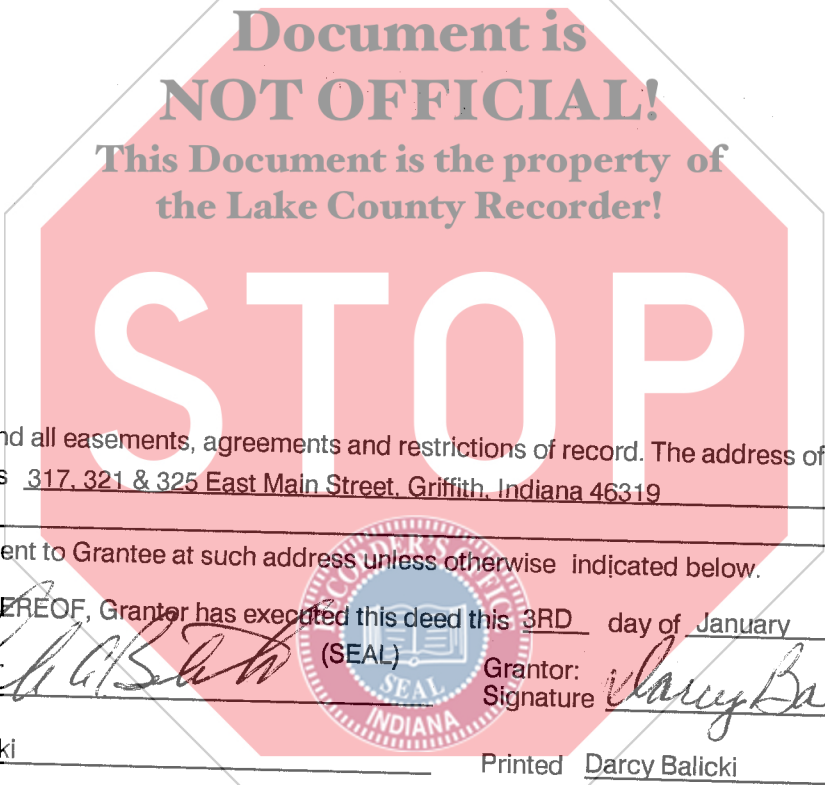 Document is
NOT OFFICIAL!
This Document is the property of
the Lake County Recorder!
STOP
nd all easements, agreements and restrictions of record. The address of
s 317, 321 & 325 East Main Street, Griffith, Indiana 46319
ent to Grantee at such address unless otherwise indicated below.
EREOF, Grantor has executed this deed this 3RD day of January
(SEAL)
Grantor:
Signature Darcy Ba
ki
Printed Darcy Balicki
RECORDER'S OFFICE
SEAL
INDIANA